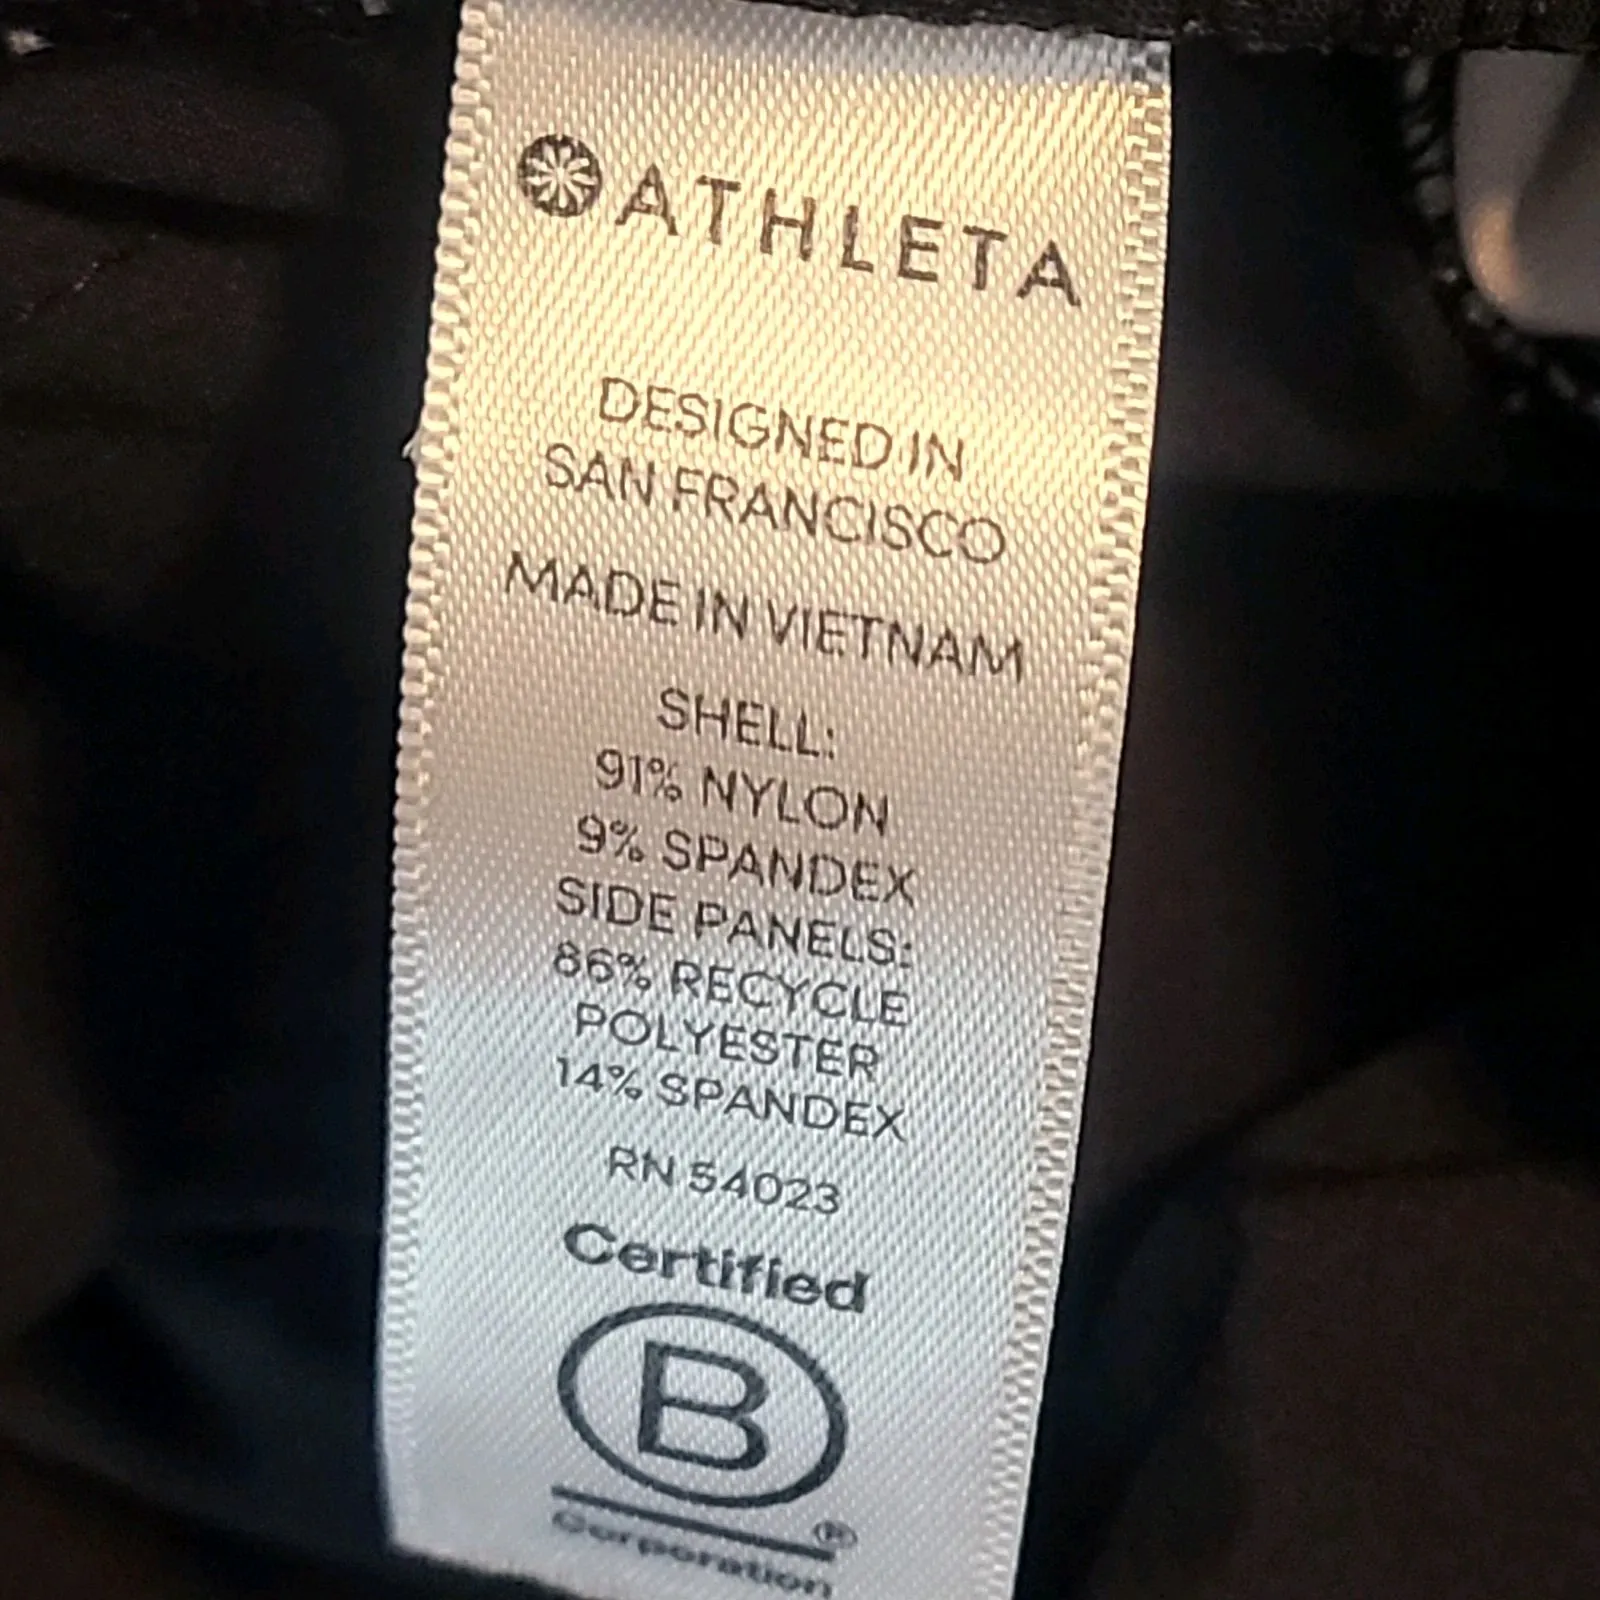 ATHLETA
DESIGNED IN
SAN FRANCISCO
MADE IN VIETNAM
SHELL:
91% NYLON
9% SPANDEX
SIDE PANELS:
86% RECYCLE
POLYESTER
14% SPANDEX
RN 54023
Certified
B
®
Corporation